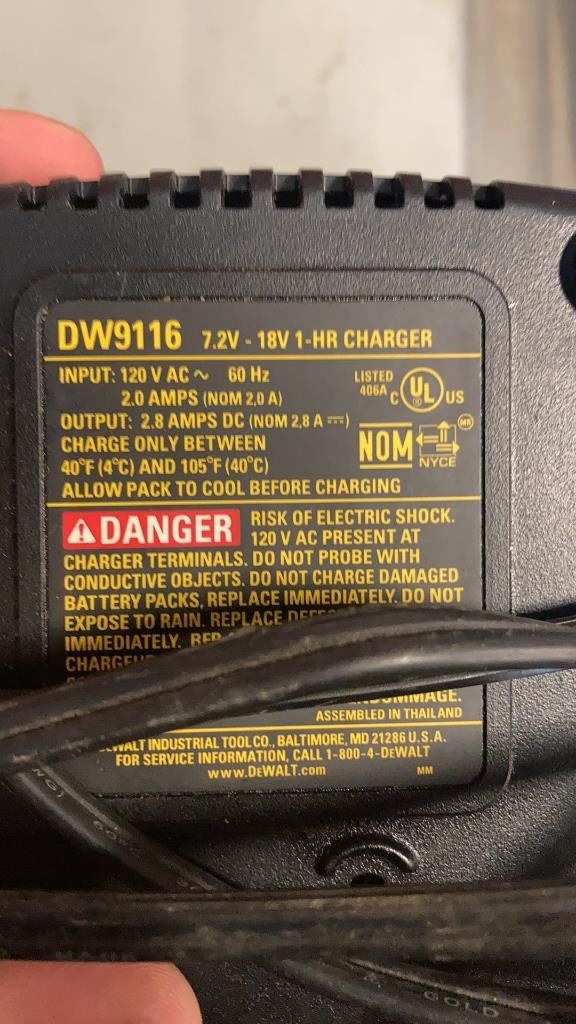 DW9116 7.2V - 18V 1-HR CHARGER
INPUT: 120 V AC ~ 60 Hz
2.0 AMPS (NOM 2,0 A)
LISTED
406A
C UL US
OUTPUT: 2.8 AMPS DC (NOM 2,8 A ⎓)
CHARGE ONLY BETWEEN
40°F (4°C) AND 105°F (40°C)
NOM
MR
NYCE
ALLOW PACK TO COOL BEFORE CHARGING
⚠DANGER RISK OF ELECTRIC SHOCK.
120 V AC PRESENT AT
CHARGER TERMINALS. DO NOT PROBE WITH
CONDUCTIVE OBJECTS. DO NOT CHARGE DAMAGED
BATTERY PACKS, REPLACE IMMEDIATELY. DO NOT
EXPOSE TO RAIN. REPLACE
IMMEDIATELY.
ASSEMBLED IN THAILAND
INDUSTRIAL TOOL CO., BALTIMORE, MD 21286 U.S.A.
FOR SERVICE INFORMATION, CALL 1-800-4-DEWALT
www.DEWALT.com MM
GOLD